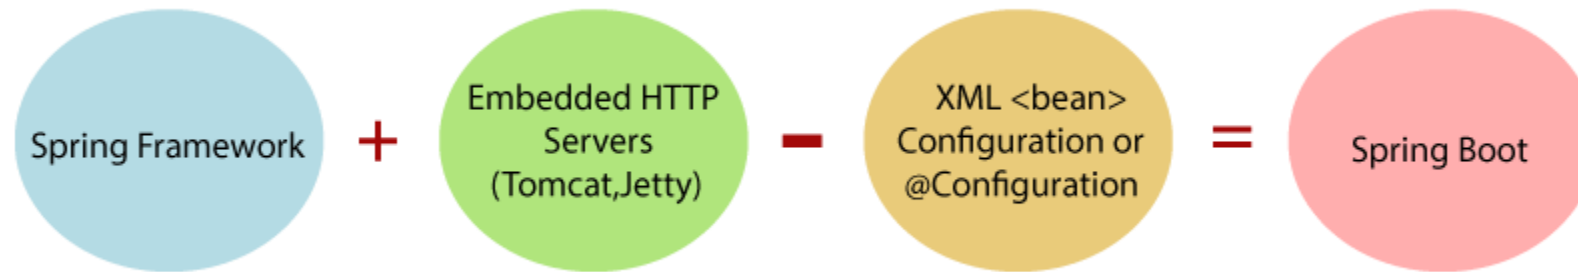 Spring Framework
+
Embedded HTTP
Servers
(Tomcat,Jetty)
-
XML <bean>
Configuration or
@Configuration
=
Spring Boot